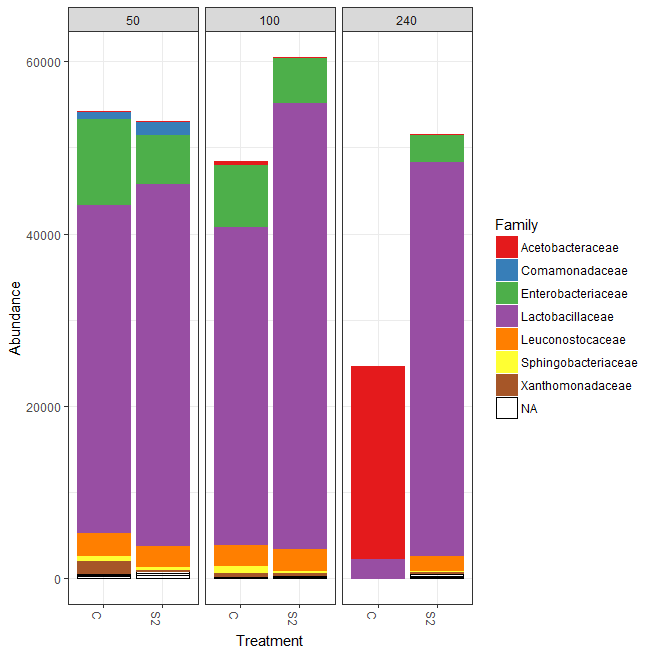 50 100 240
60000
40000
20000
0
Abundance
C S2 C S2 C S2
Treatment
Family
Acetobacteraceae
Comamonadaceae
Enterobacteriaceae
Lactobacillaceae
Leuconostocaceae
Sphingobacteriaceae
Xanthomonadaceae
NA